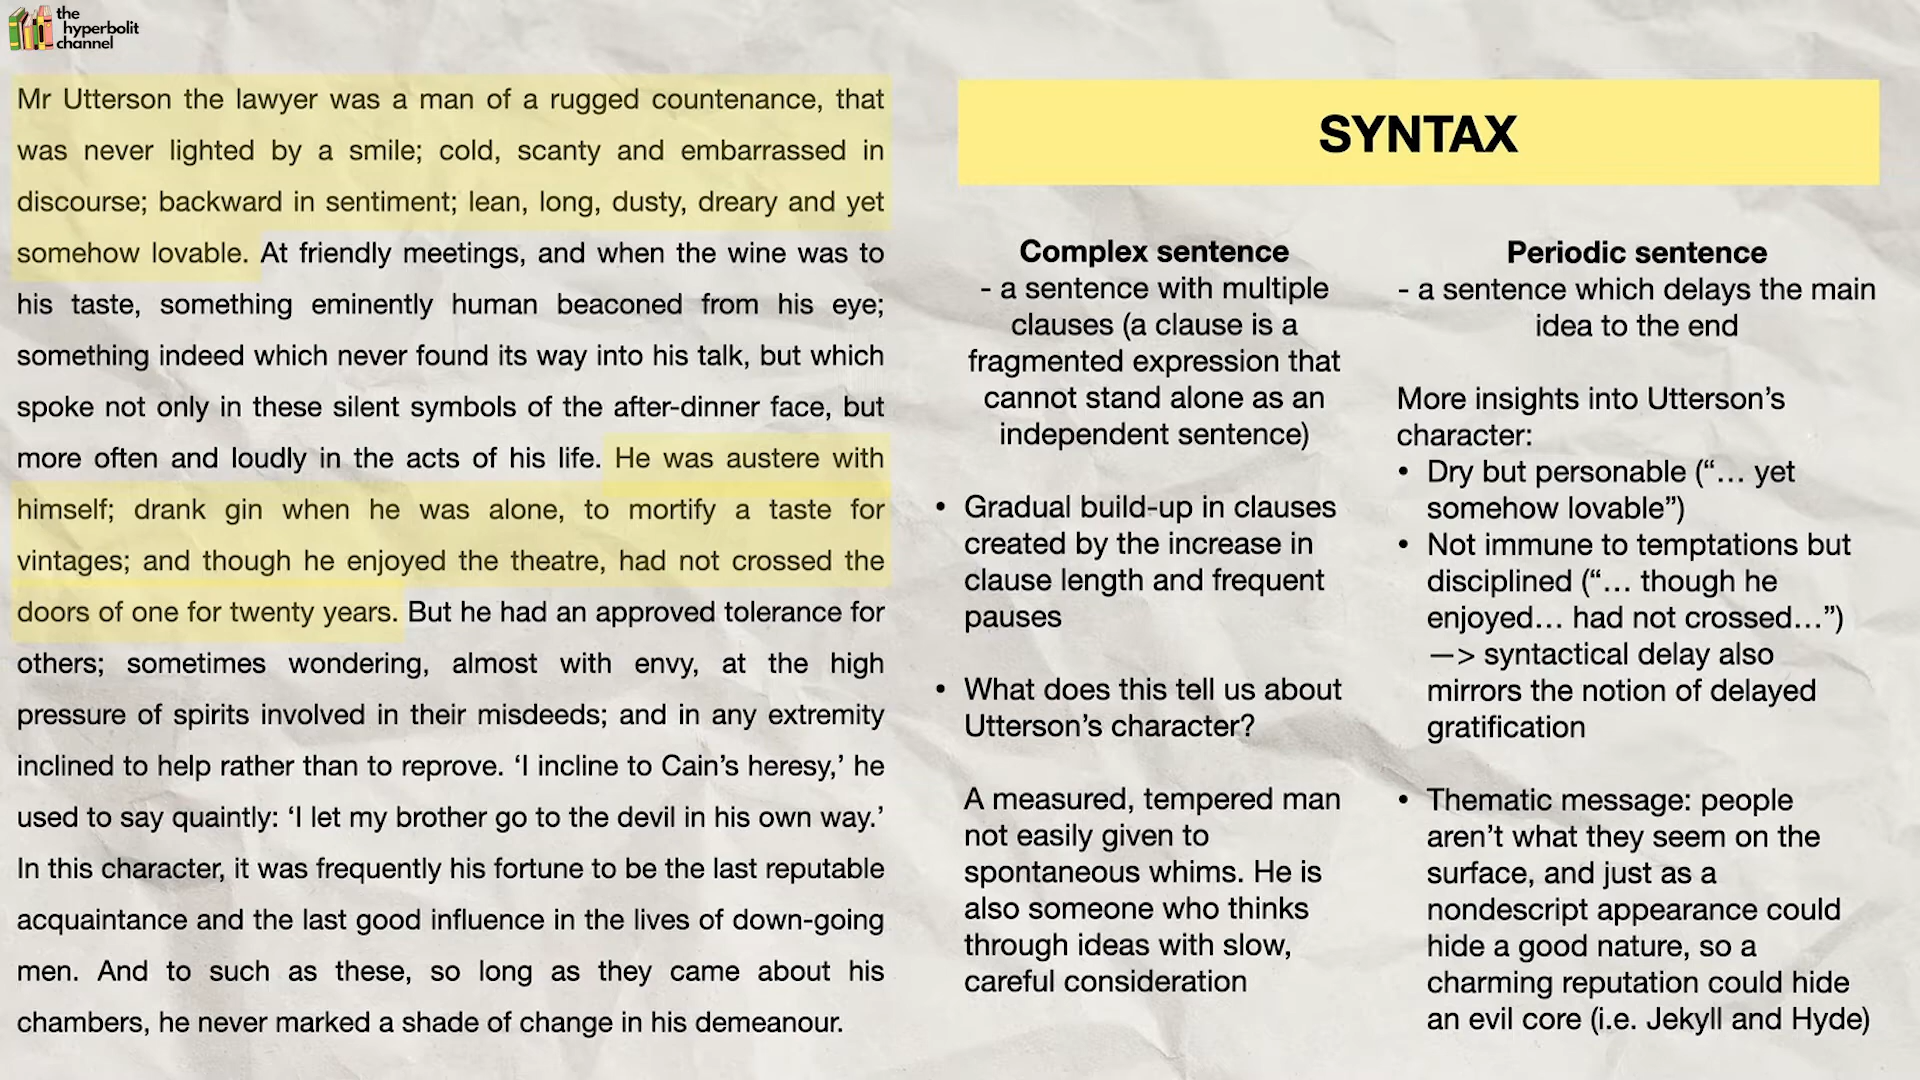 the
hyperbolit
channel
Mr Utterson the lawyer was a man of a rugged countenance, that
was never lighted by a smile; cold, scanty and embarrassed in
discourse; backward in sentiment; lean, long, dusty, dreary and yet
somehow lovable. At friendly meetings, and when the wine was to
his taste, something eminently human beaconed from his eye;
something indeed which never found its way into his talk, but which
spoke not only in these silent symbols of the after-dinner face, but
more often and loudly in the acts of his life. He was austere with
himself; drank gin when he was alone, to mortify a taste for
vintages; and though he enjoyed the theatre, had not crossed the
doors of one for twenty years. But he had an approved tolerance for
others; sometimes wondering, almost with envy, at the high
pressure of spirits involved in their misdeeds; and in any extremity
inclined to help rather than to reprove. ‘I incline to Cain’s heresy,’ he
used to say quaintly: ‘I let my brother go to the devil in his own way.’
In this character, it was frequently his fortune to be the last reputable
acquaintance and the last good influence in the lives of down-going
men. And to such as these, so long as they came about his
chambers, he never marked a shade of change in his demeanour.
SYNTAX
Complex sentence
- a sentence with multiple
clauses (a clause is a
fragmented expression that
cannot stand alone as an
independent sentence)
• Gradual build-up in clauses
created by the increase in
clause length and frequent
pauses
• What does this tell us about
Utterson’s character?
A measured, tempered man
not easily given to
spontaneous whims. He is
also someone who thinks
through ideas with slow,
careful consideration
Periodic sentence
- a sentence which delays the main
idea to the end
More insights into Utterson’s
character:
• Dry but personable (“… yet
somehow lovable”)
• Not immune to temptations but
disciplined (“… though he
enjoyed… had not crossed…”)
—> syntactical delay also
mirrors the notion of delayed
gratification
• Thematic message: people
aren’t what they seem on the
surface, and just as a
nondescript appearance could
hide a good nature, so a
charming reputation could hide
an evil core (i.e. Jekyll and Hyde)